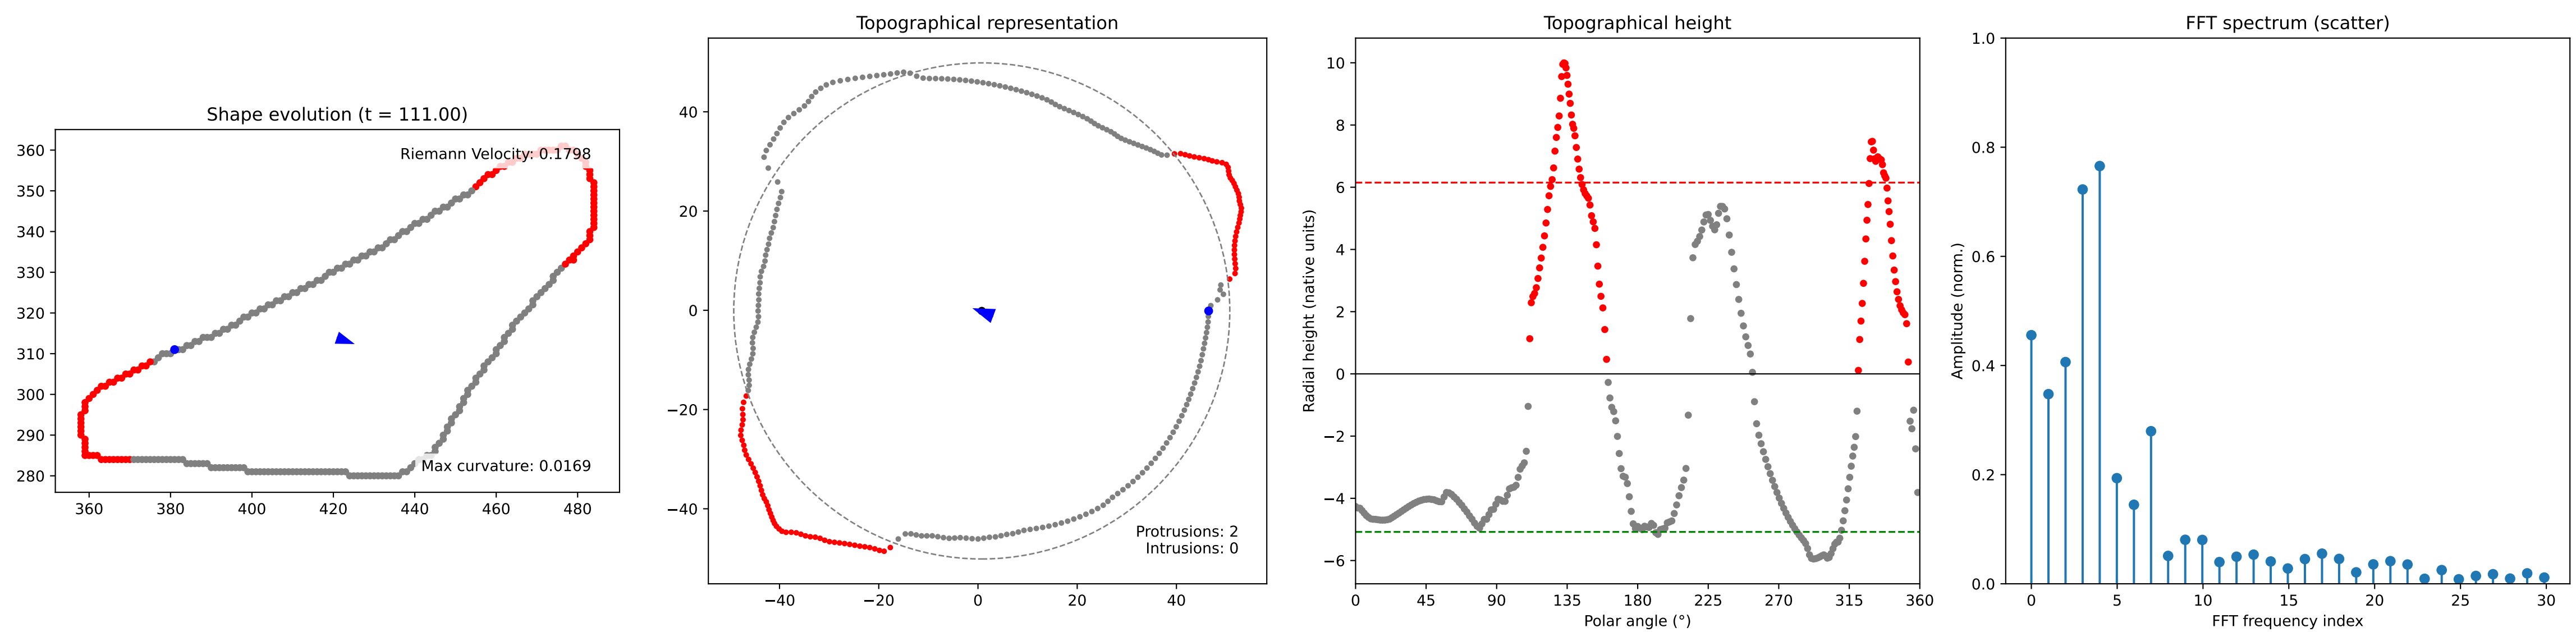 Shape evolution (t = 111.00)
360
350
340
330
320
310
300
290
280
Riemann Velocity: 0.1798
Max curvature: 0.0169
360 380 400 420 440 460 480
Topographical representation
40
20
0
−20
−40
Protrusions: 2
Intrusions: 0
−40 −20 0 20 40
Topographical height
Radial height (native units)
10
8
6
4
2
0
−2
−4
−6
0 45 90 135 180 225 270 315 360
Polar angle (°)
FFT spectrum (scatter)
Amplitude (norm.)
1.0
0.8
0.6
0.4
0.2
0.0
0 5 10 15 20 25 30
FFT frequency index